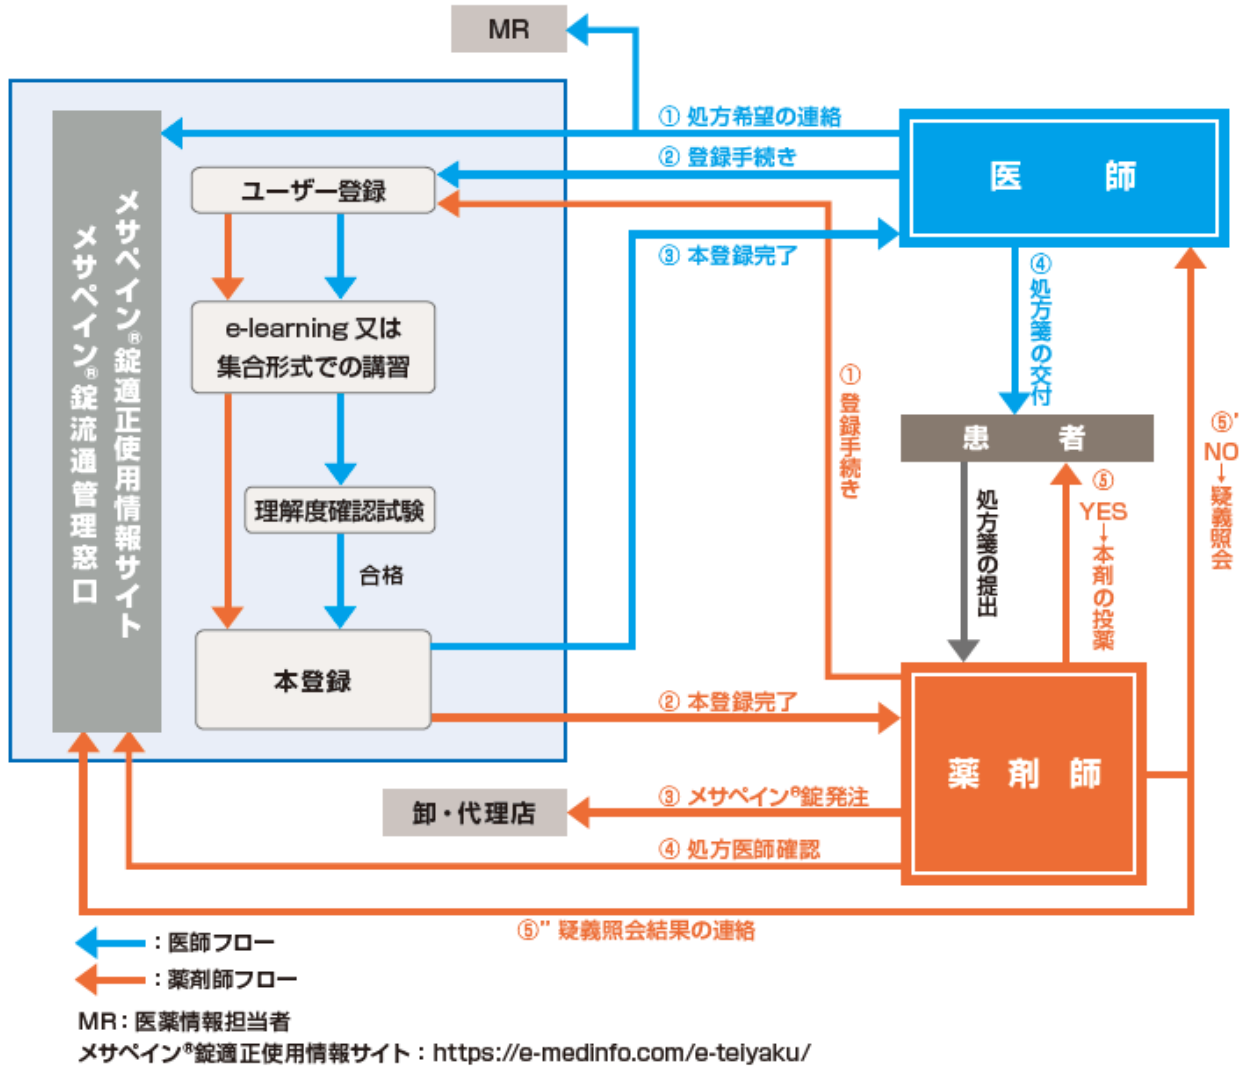 MR
① 処方希望の連絡
② 登録手続き
医 師
ユーザー登録
メサペイン®錠適正使用情報サイト
メサペイン®錠流通管理窓口
③ 本登録完了
④ 処方箋の交付
e-learning 又は
集合形式での講習
① 登録手続き
患 者
⑤'
NO→疑義照会
⑤
YES→本剤の投薬
処方箋の提出
理解度確認試験
合格
本登録
② 本登録完了
薬 剤 師
③ メサペイン®錠発注
卸・代理店
④ 処方医師確認
⑤" 疑義照会結果の連絡
：医師フロー
：薬剤師フロー
MR：医薬情報担当者
メサペイン®錠適正使用情報サイト：https://e-medinfo.com/e-teiyaku/